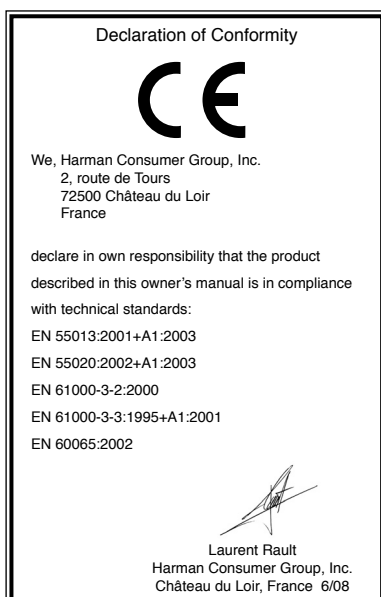 Declaration of Conformity
CE
We, Harman Consumer Group, Inc.
2, route de Tours
72500 Château du Loir
France
declare in own responsibility that the product
described in this owner’s manual is in compliance
with technical standards:
EN 55013:2001+A1:2003
EN 55020:2002+A1:2003
EN 61000-3-2:2000
EN 61000-3-3:1995+A1:2001
EN 60065:2002
Laurent Rault
Harman Consumer Group, Inc.
Château du Loir, France 6/08